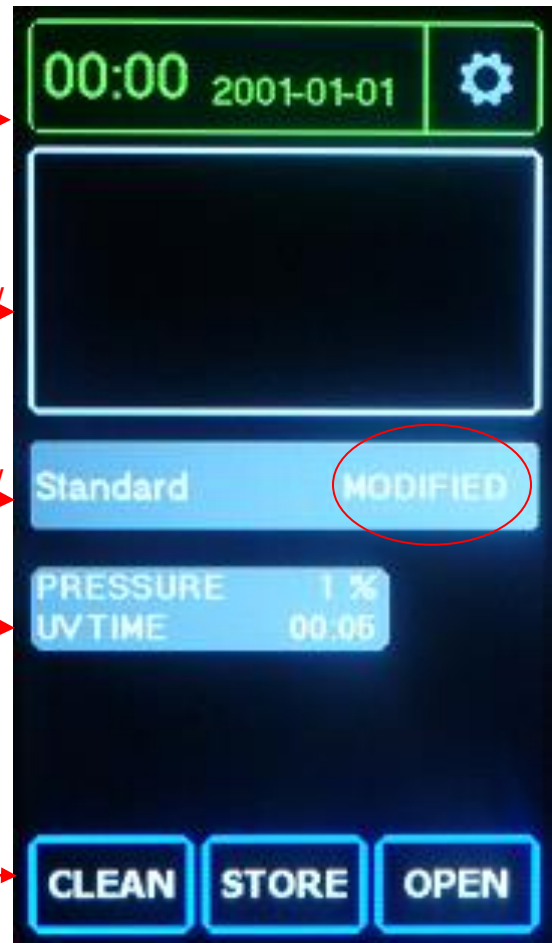 00:00 2001-01-01
Standard MODIFIED
PRESSURE 1 %
UV TIME 00.05
CLEAN STORE OPEN